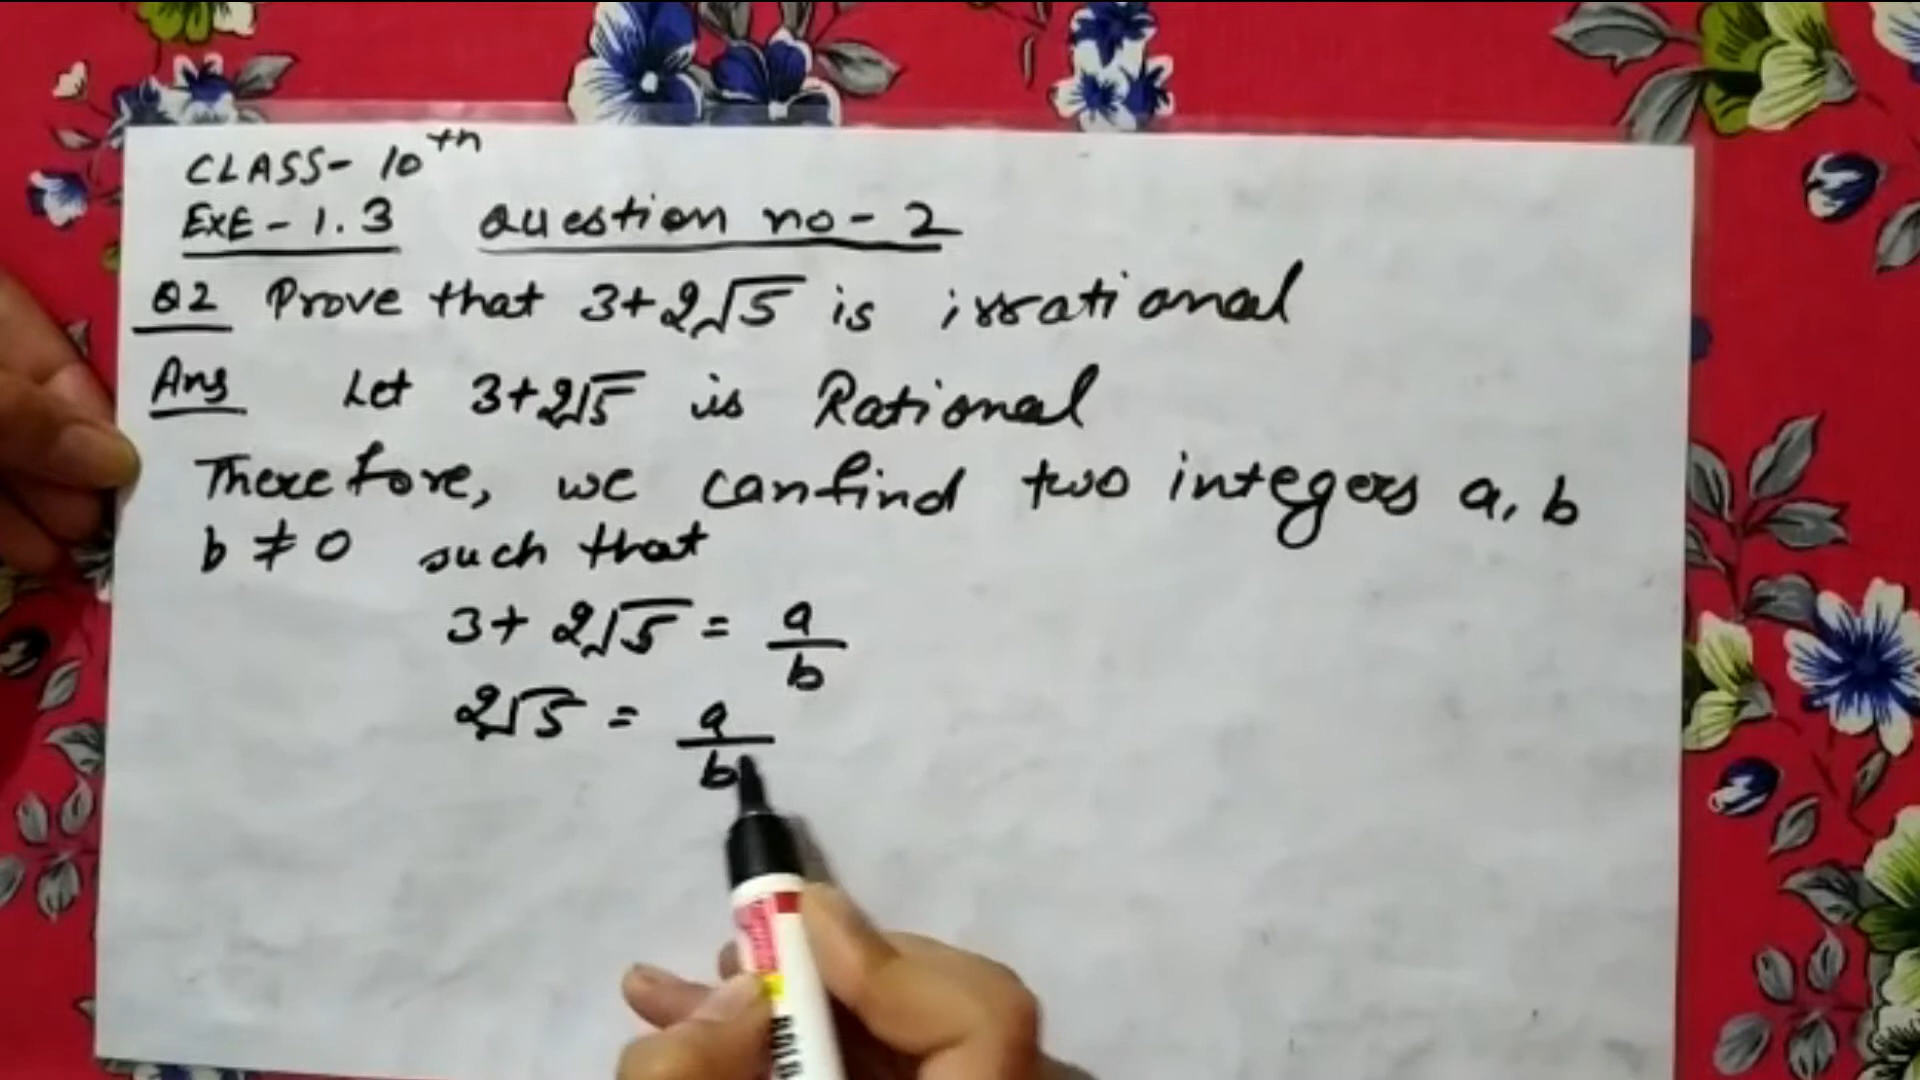 CLASS- 10th
EXE - 1.3 Question no - 2
Q2 Prove that 3+2√5 is irrational
Ans Let 3+2√5 is Rational
Therefore, we can find two integers a, b
b ≠ 0 such that
3+ 2√5 = a/b
2√5 = a/b